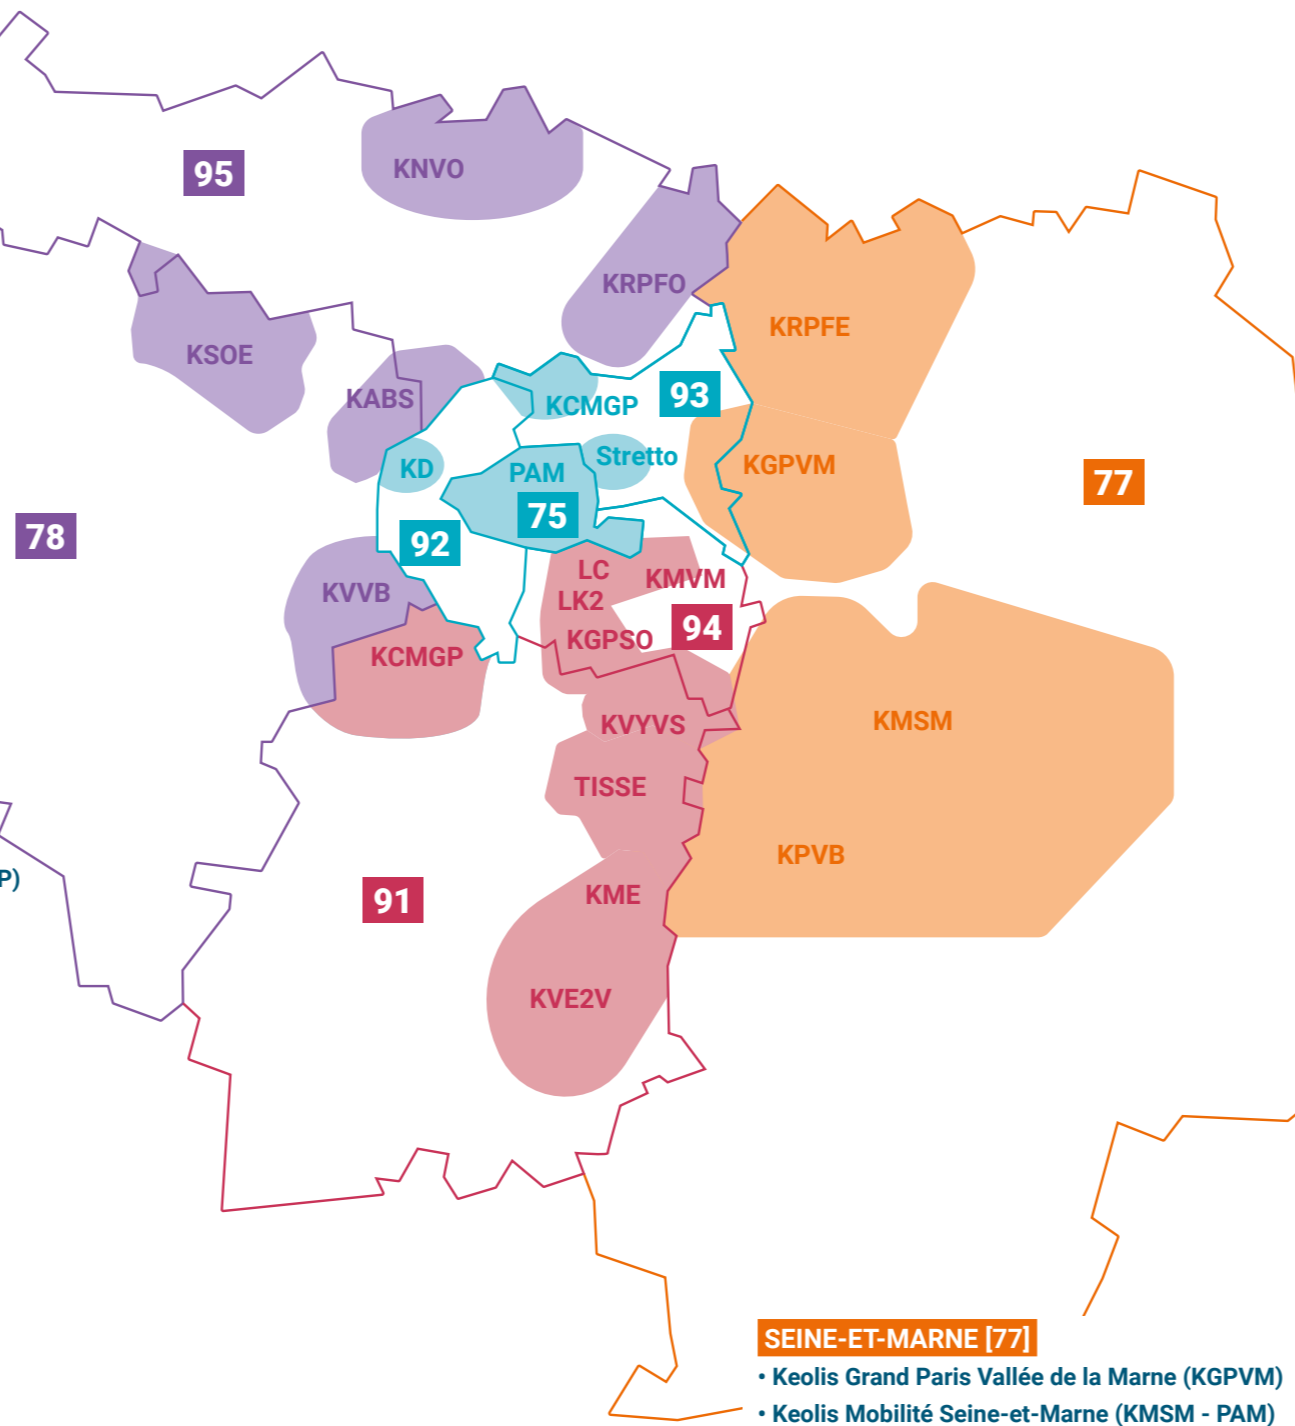 95
KNVO
KRPFO
KRPFE
KSOE
KABS
KCMGP
93
KD
PAM
Stretto
KGPVM
77
75
78
92
LC
KMVM
KVVB
LK2
94
KGPSO
KCMGP
KMSM
KVYVS
TISSE
KPVB
P)
91
KME
KVE2V
SEINE-ET-MARNE [77]
• Keolis Grand Paris Vallée de la Marne (KGPVM)
• Keolis Mobilité Seine-et-Marne (KMSM - PAM)